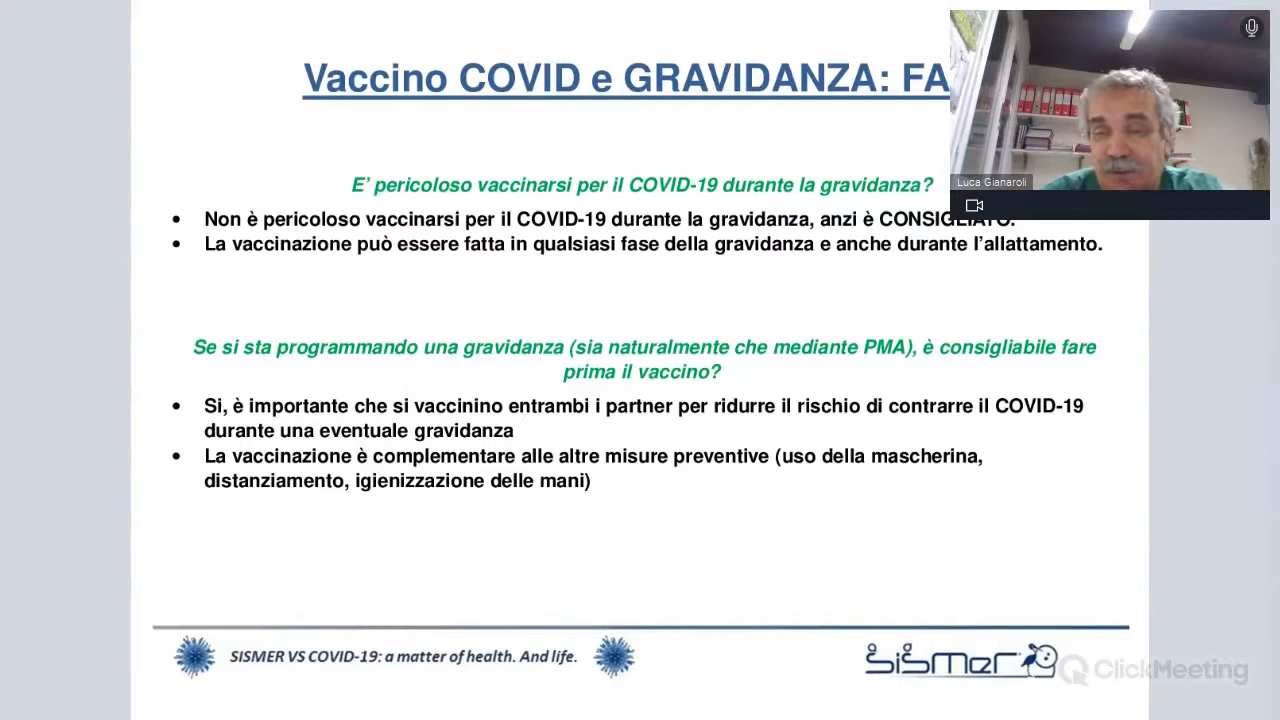 Vaccino COVID e GRAVIDANZA: FA
Luca Gianaroli
E' pericoloso vaccinarsi per il COVID-19 durante la gravidanza?
• Non è pericoloso vaccinarsi per il COVID-19 durante la gravidanza, anzi è CONSIGLIATO.
• La vaccinazione può essere fatta in qualsiasi fase della gravidanza e anche durante l'allattamento.
Se si sta programmando una gravidanza (sia naturalmente che mediante PMA), è consigliabile fare
prima il vaccino?
• Si, è importante che si vaccinino entrambi i partner per ridurre il rischio di contrarre il COVID-19
durante una eventuale gravidanza
• La vaccinazione è complementare alle altre misure preventive (uso della mascherina,
distanziamento, igienizzazione delle mani)
SISMER VS COVID-19: a matter of health. And life.
sismer
ClickMeeting